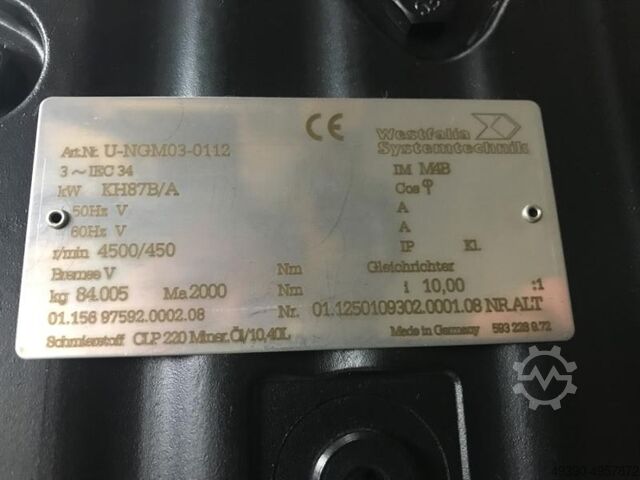 CE Westfalia
Art.Nr. U-NGM03-0112 Systemtechnik
3 ~ IEC 34 IM M4B
kW KH87B/A Cos φ
50Hz V A
60Hz V A
r/min 4500/450 IP Kl.
Bremse V Nm Gleichrichter
kg 84.005 Ma 2000 Nm i 10,00 :1
01.156 97592.0002.08 Nr. 01.1250109302.0001.08 NR.ALT
Schmierstoff CLP 220 Miner.Öl/10,40L Made in Germany 593 228 9.72
49390-4957872